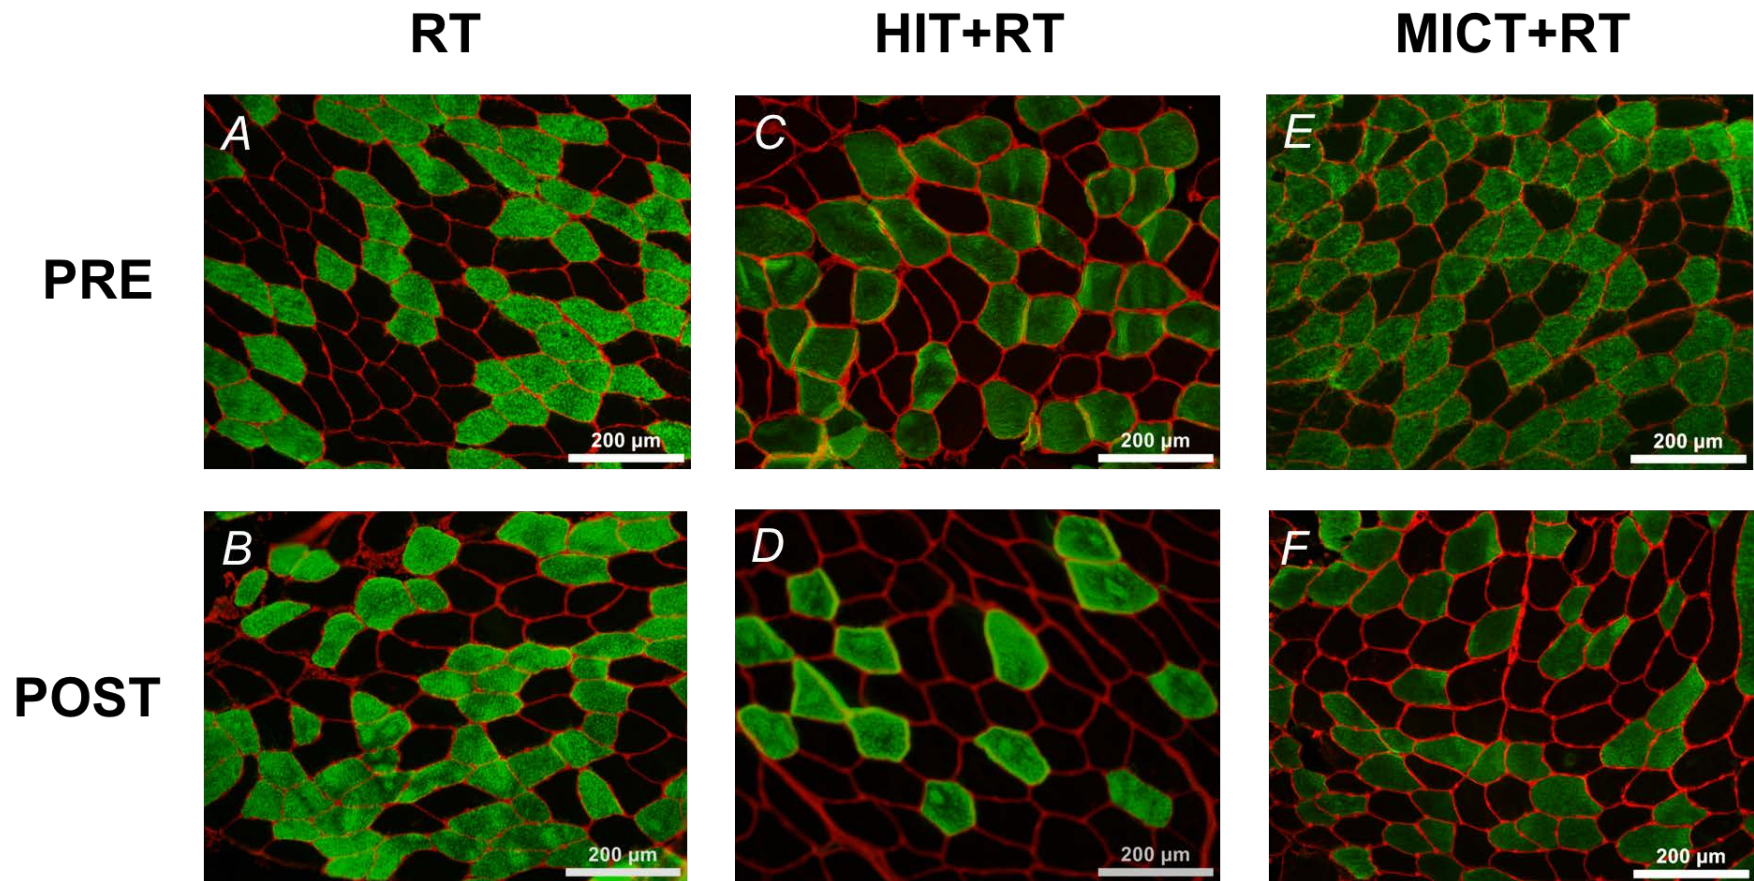 RT HIT+RT MICT+RT
PRE
A C E
200 µm 200 µm 200 µm
POST
B D F
200 µm 200 µm 200 µm